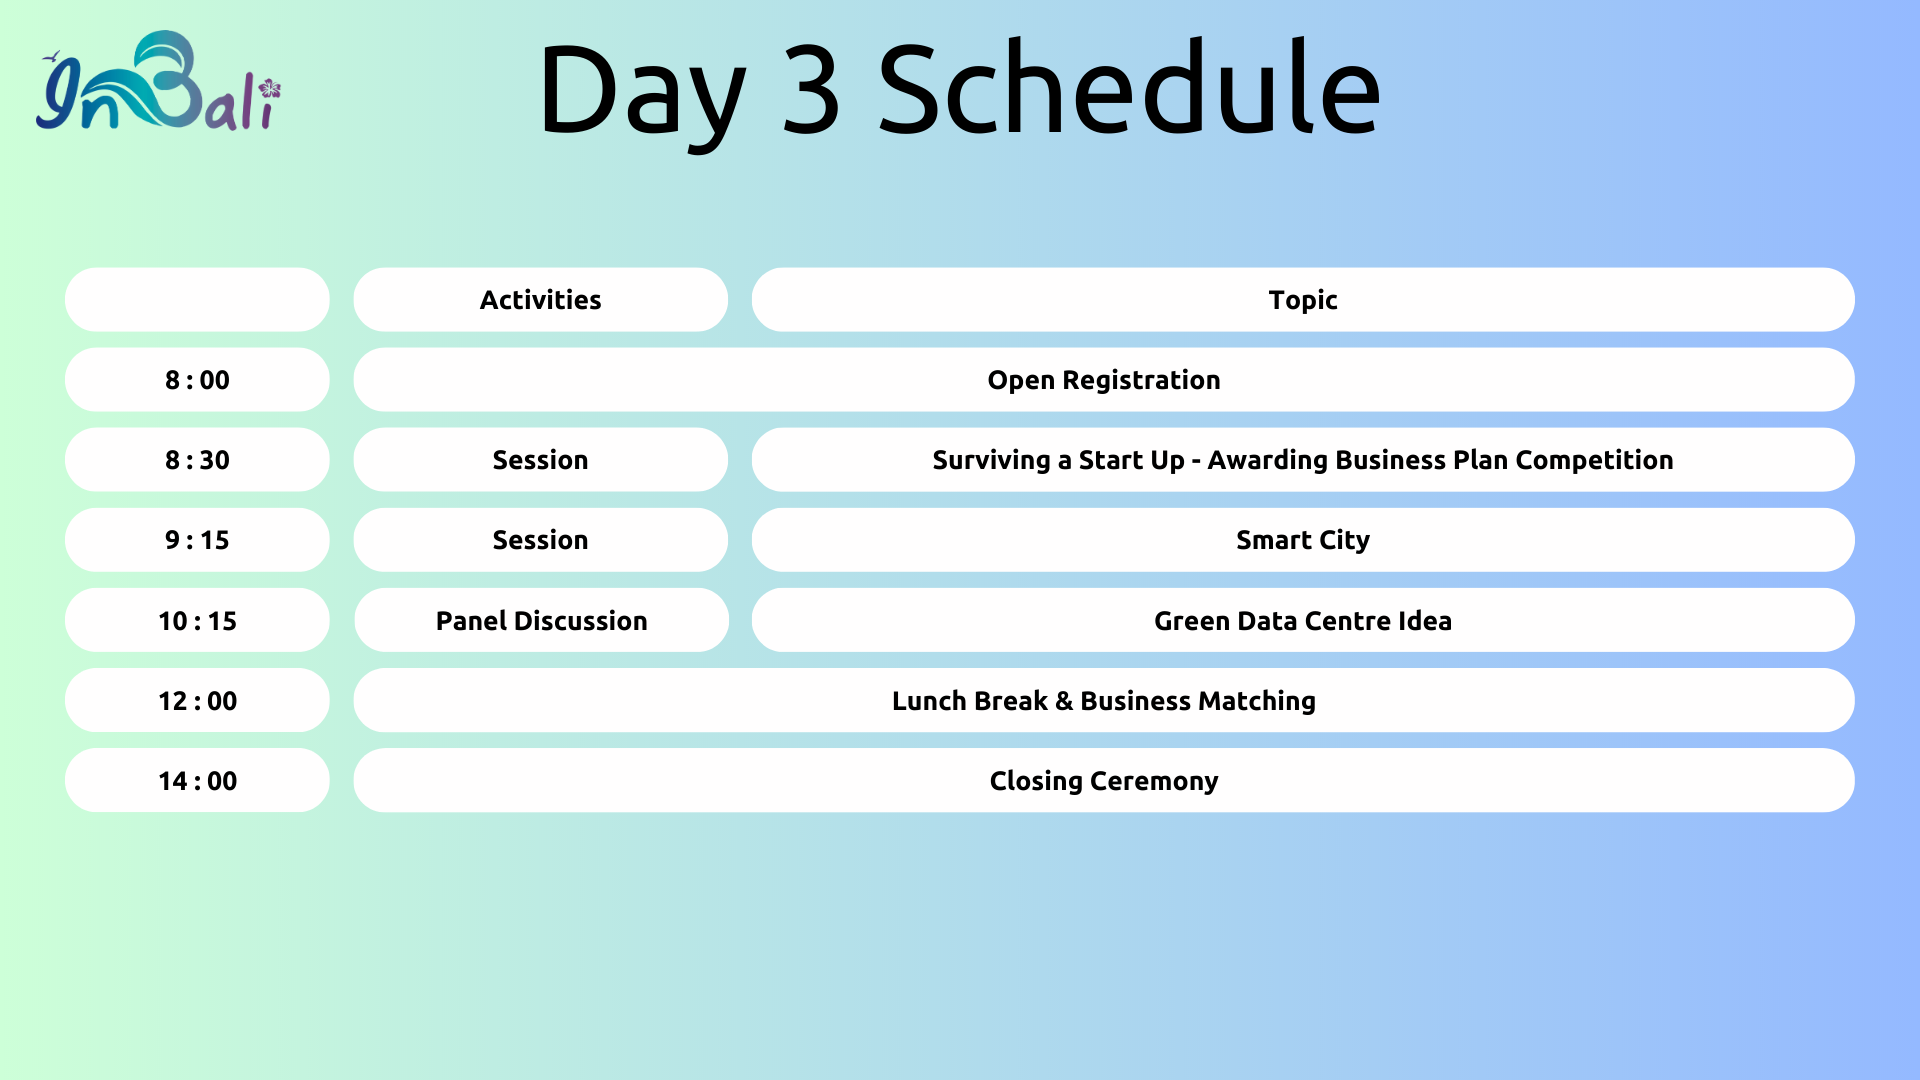 InBali
Day 3 Schedule
Activities Topic
8 : 00 Open Registration
8 : 30 Session Surviving a Start Up - Awarding Business Plan Competition
9 : 15 Session Smart City
10 : 15 Panel Discussion Green Data Centre Idea
12 : 00 Lunch Break & Business Matching
14 : 00 Closing Ceremony